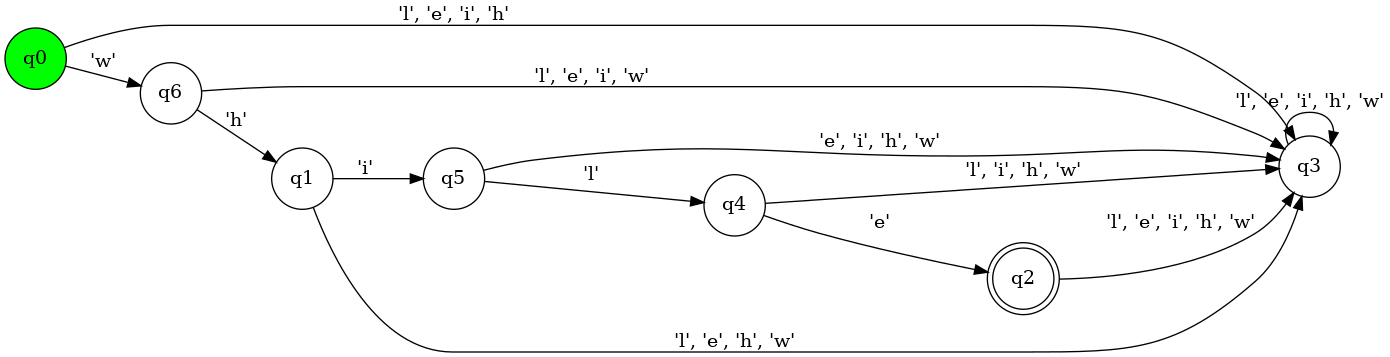 'l', 'e', 'i', 'h'
q0
'w'
q6
'l', 'e', 'i', 'w'
'h'
'l', 'e', 'i', 'h', 'w'
q3
q1
'i'
q5
'e', 'i', 'h', 'w'
'l'
q4
'l', 'i', 'h', 'w'
'e'
q2
'l', 'e', 'i', 'h', 'w'
'l', 'e', 'h', 'w'